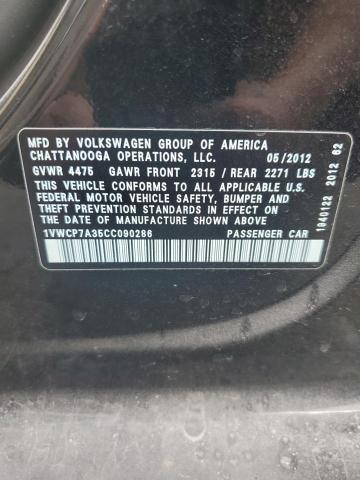 MFD BY VOLKSWAGEN GROUP OF AMERICA
CHATTANOOGA OPERATIONS, LLC. 05/2012
GVWR 4475 GAWR FRONT 2315 / REAR 2271 LBS
THIS VEHICLE CONFORMS TO ALL APPLICABLE U.S.
FEDERAL MOTOR VEHICLE SAFETY, BUMPER AND
THEFT PREVENTION STANDARDS IN EFFECT ON THE
DATE OF MANUFACTURE SHOWN ABOVE
1VWCP7A35CC090286 PASSENGER CAR
1940122 2012 82